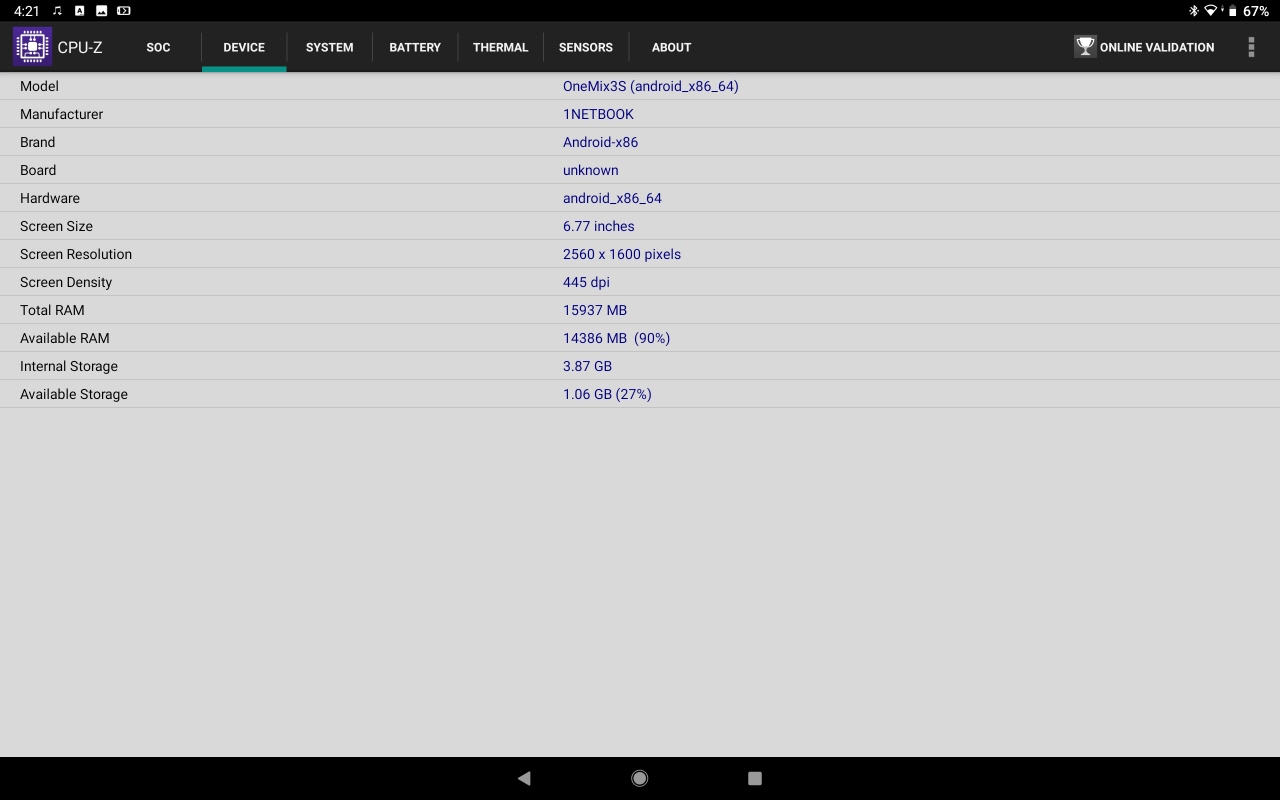 4:21 67%
CPU-Z SOC DEVICE SYSTEM BATTERY THERMAL SENSORS ABOUT ONLINE VALIDATION
Model OneMix3S (android_x86_64)
Manufacturer 1NETBOOK
Brand Android-x86
Board unknown
Hardware android_x86_64
Screen Size 6.77 inches
Screen Resolution 2560 x 1600 pixels
Screen Density 445 dpi
Total RAM 15937 MB
Available RAM 14386 MB (90%)
Internal Storage 3.87 GB
Available Storage 1.06 GB (27%)